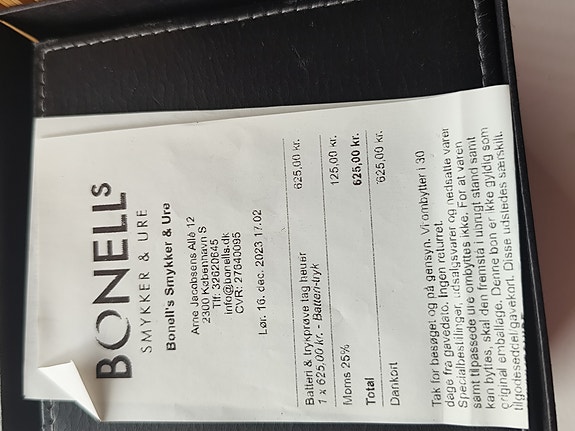 BONELLS
SMYKKER & URE
Bonell's Smykker & Ure
Arne Jacobsens Allé 12
2300 København S
Tlf: 32620645
info@bonells.dk
CVR: 27640095
Lør. 16. dec. 2023 17.02
Batteri & trykprøve tag heuer 625,00 kr.
1 x 625,00 kr. - Batteri-tryk
Moms 25% 125,00 kr.
Total 625,00 kr.
Dankort 625,00 kr.
Tak for besøget og på gensyn. Vi ombytter i 30
dage fra gavedato. Ingen returret.
Specialbestillinger, udsalgsvarer og nedsatte varer
samt tilpassede ure ombyttes ikke. For at varen
kan byttes, skal den fremstå i ubrugt stand samt
original emballage. Denne bon er ikke gyldig som
tilgodeseddel/gavekort. Disse udstedes særskilt.